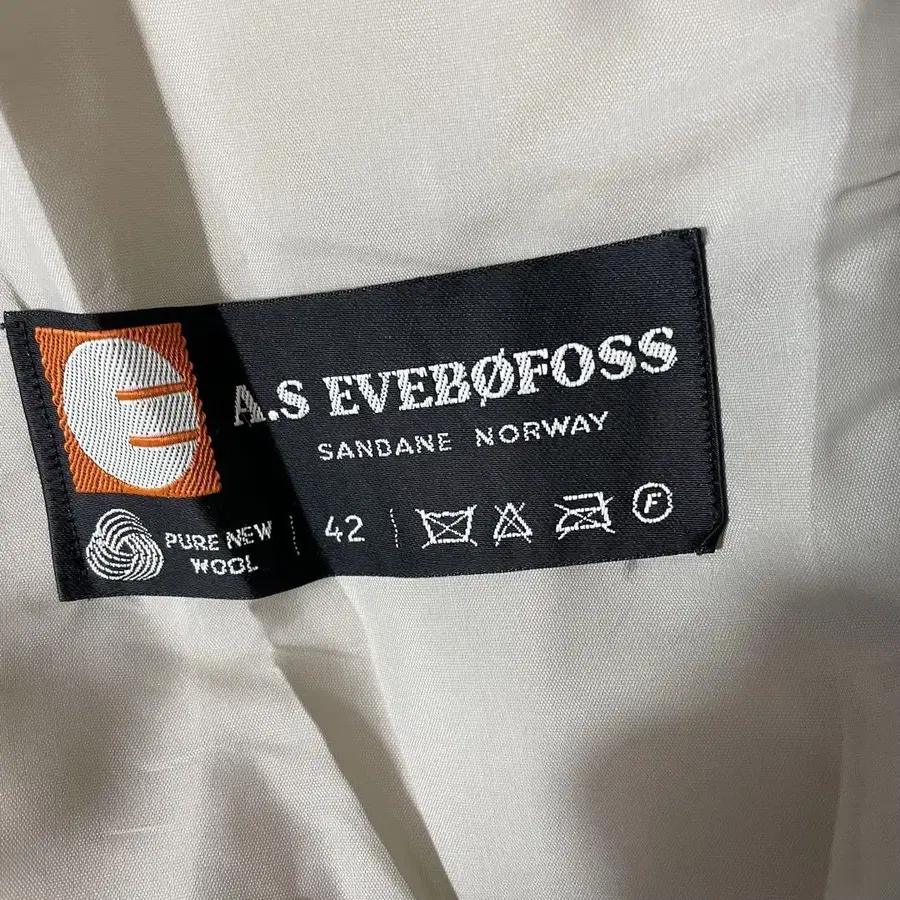 A.S EVEBØFOSS
SANDANE NORWAY
PURE NEW
WOOL
42
F